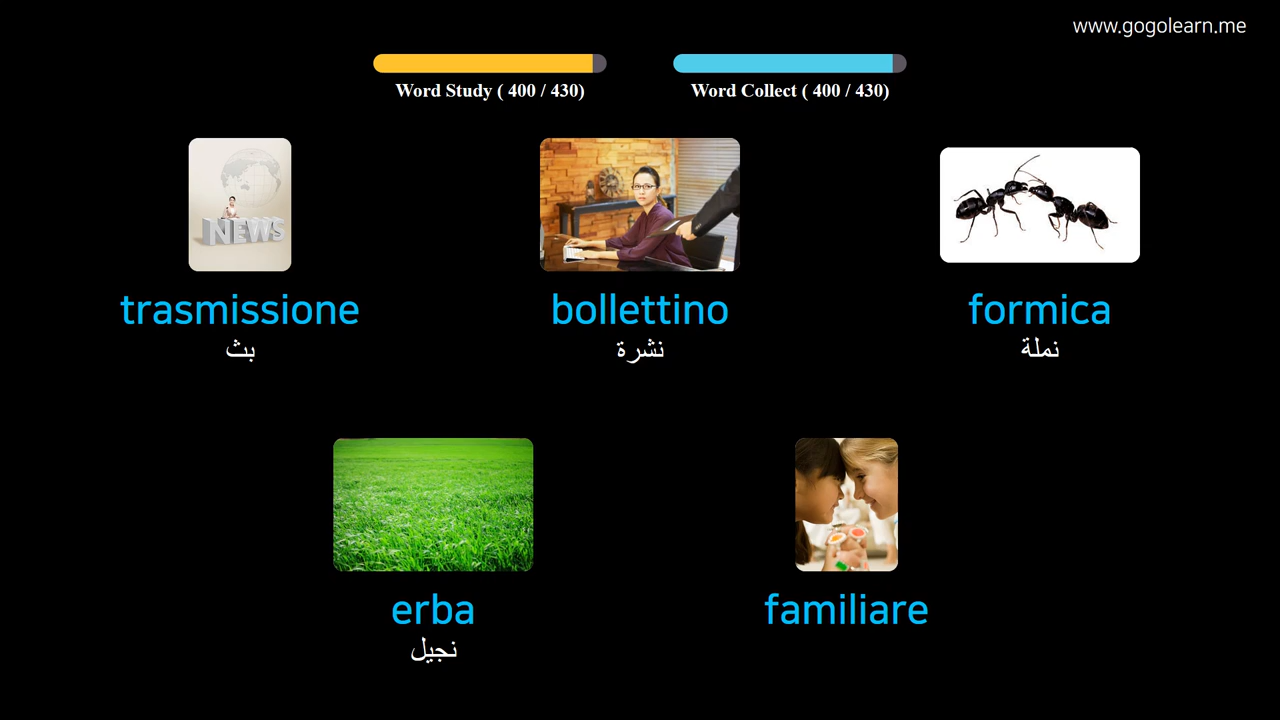 www.gogolearn.me
Word Study ( 400 / 430)
Word Collect ( 400 / 430)
NEWS
trasmissione
بث
bollettino
نشرة
formica
نملة
erba
نجيل
familiare